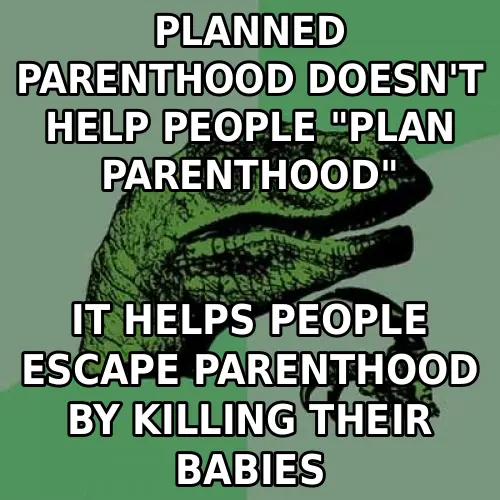 PLANNED
PARENTHOOD DOESN'T
HELP PEOPLE "PLAN
PARENTHOOD"
IT HELPS PEOPLE
ESCAPE PARENTHOOD
BY KILLING THEIR
BABIES